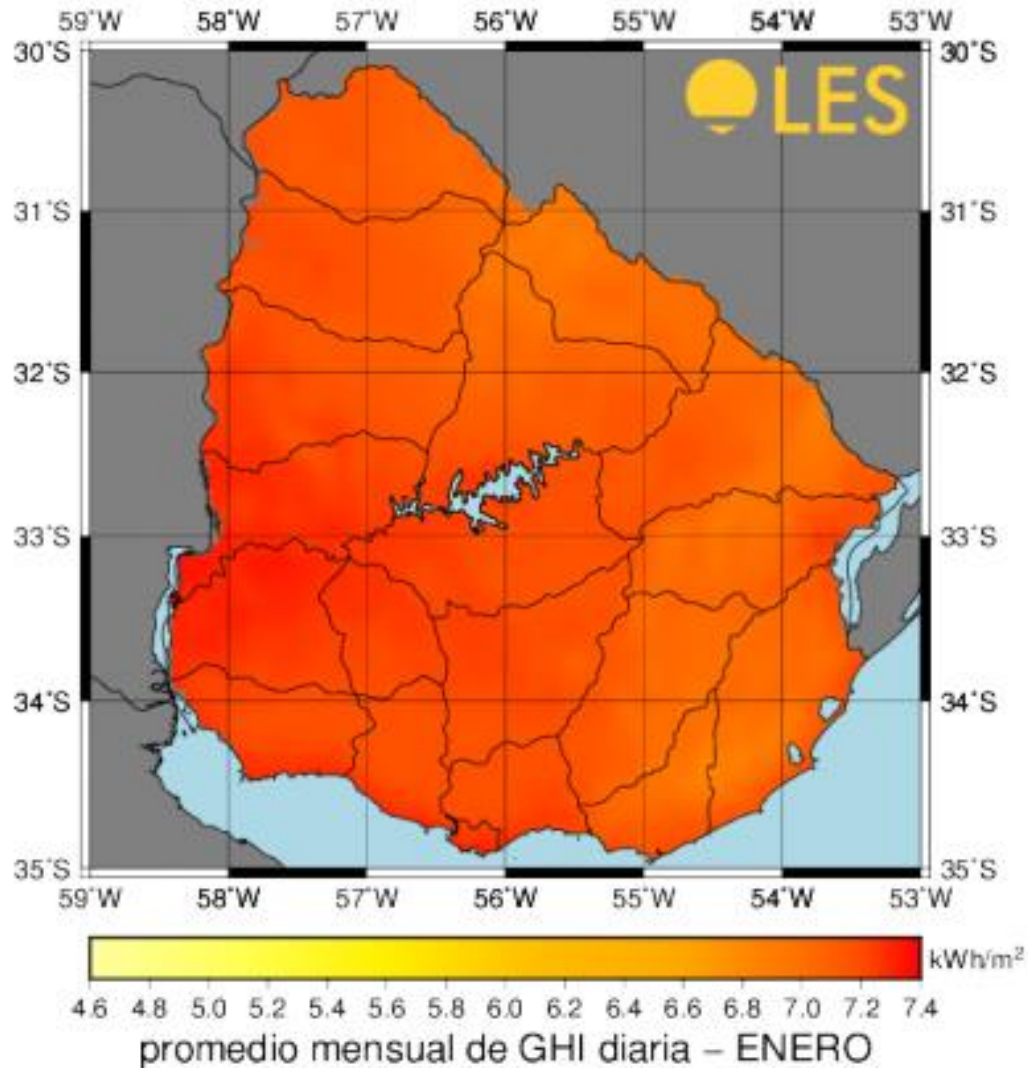 59°W 58°W 57°W 56°W 55°W 54°W 53°W
30°S 30°S
LES
31°S 31°S
32°S 32°S
33°S 33°S
34°S 34°S
35°S 35°S
59°W 58°W 57°W 56°W 55°W 54°W 53°W
kWh/m²
4.6 4.8 5.0 5.2 5.4 5.6 5.8 6.0 6.2 6.4 6.6 6.8 7.0 7.2 7.4
promedio mensual de GHI diaria – ENERO